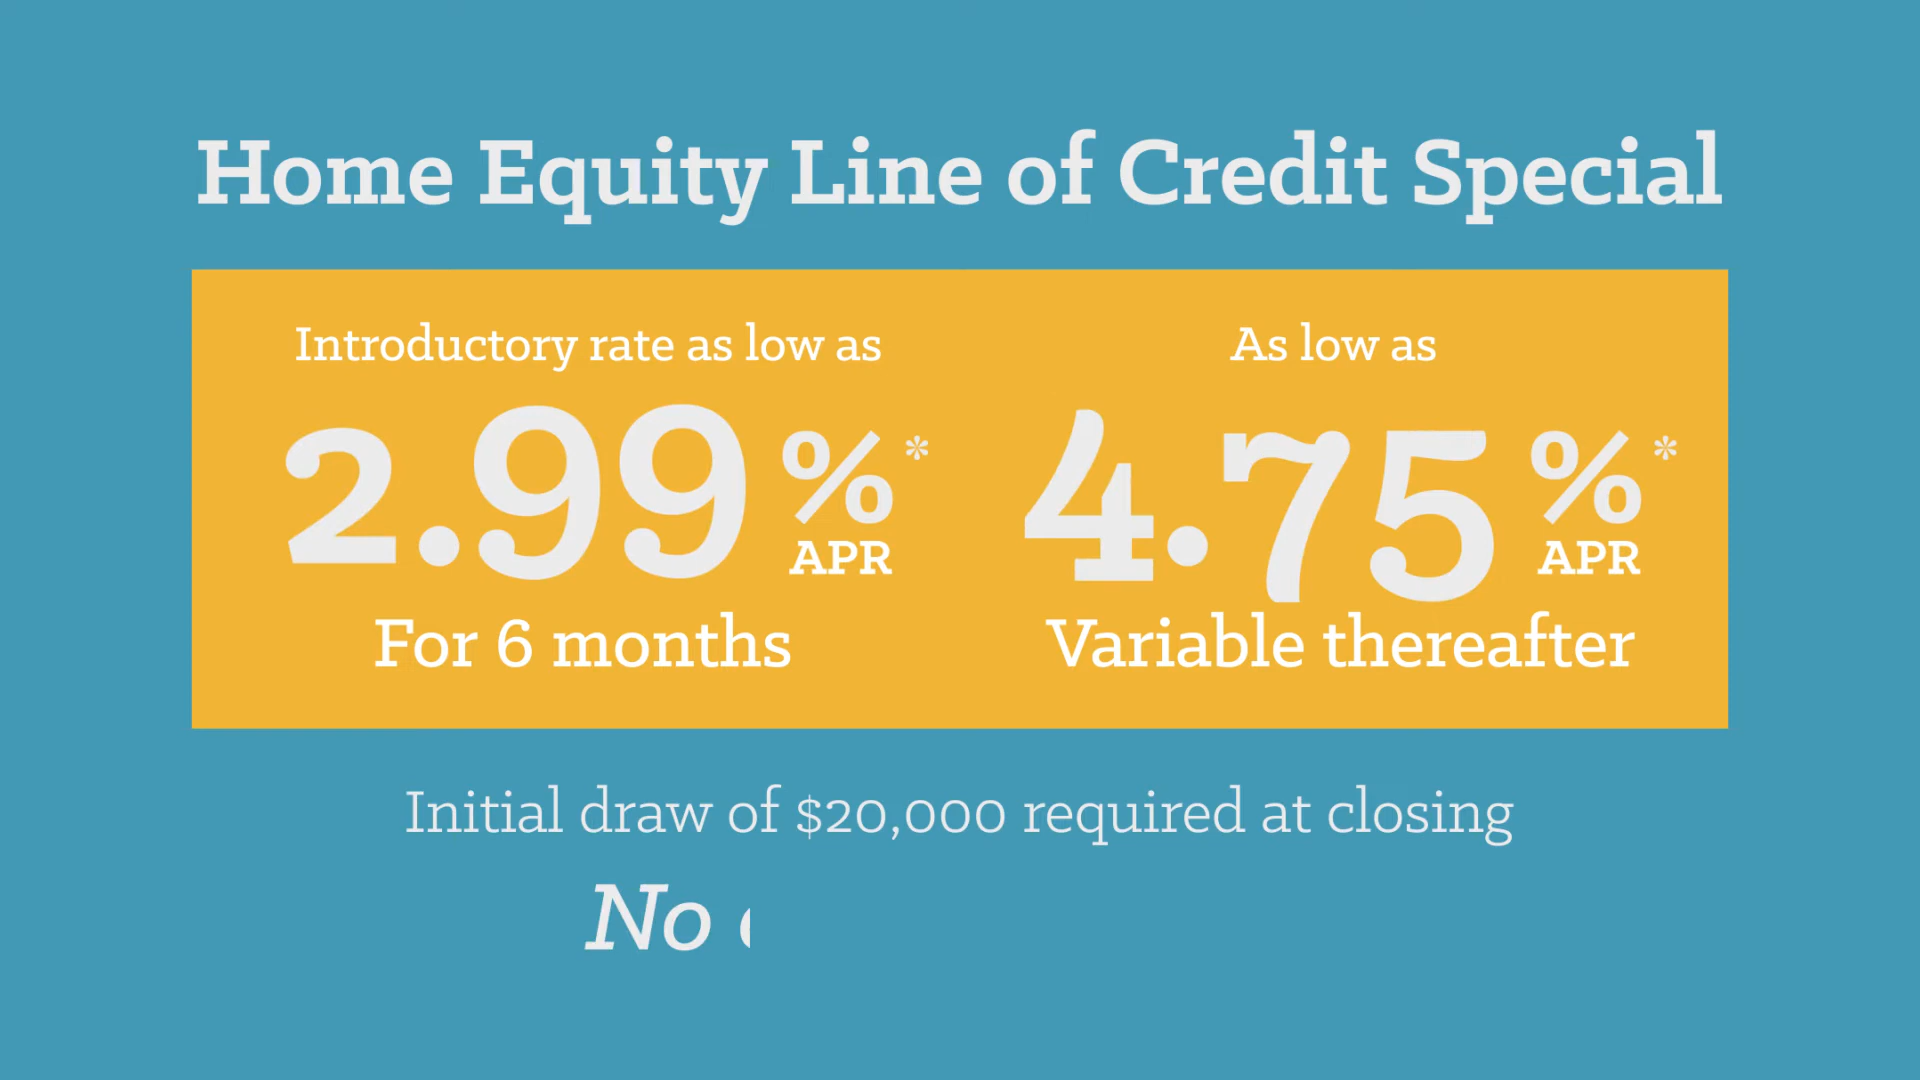 Home Equity Line of Credit Special
Introductory rate as low as
2.99%* APR
For 6 months
As low as
4.75%* APR
Variable thereafter
Initial draw of $20,000 required at closing
No